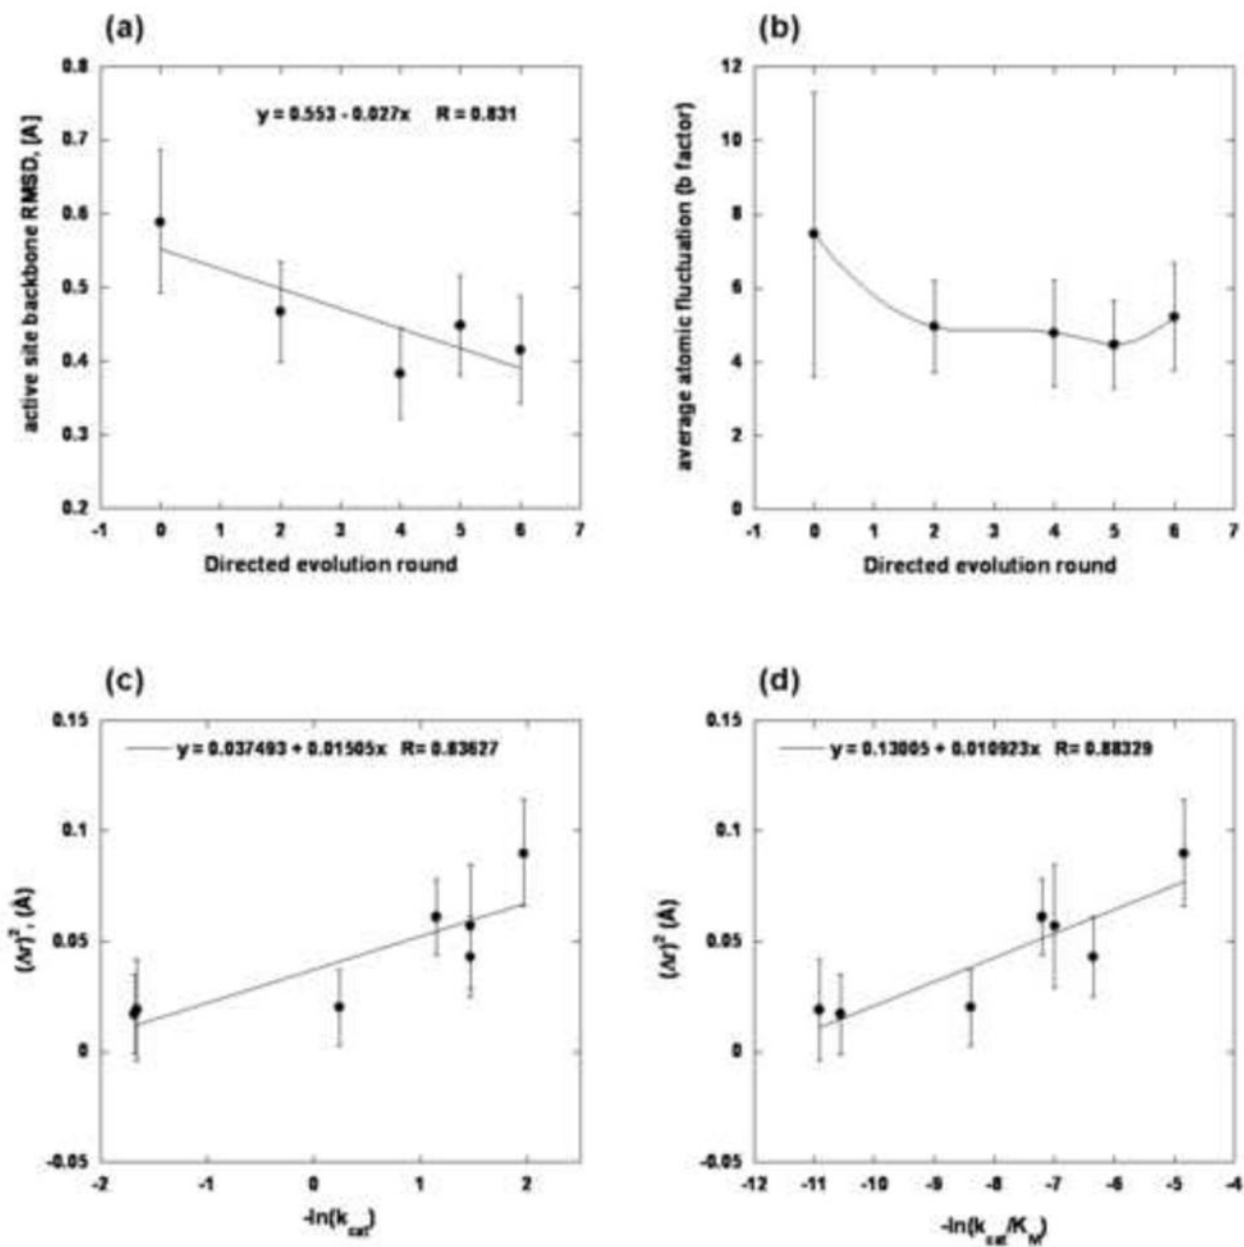 (a)
0.8
0.7
0.6
0.5
0.4
0.3
0.2
y = 0.553 - 0.027x R = 0.831
active site backbone RMSD, [A]
-1 0 1 2 3 4 5 6 7
Directed evolution round
(b)
12
10
8
6
4
2
0
average atomic fluctuation (b factor)
-1 0 1 2 3 4 5 6 7
Directed evolution round
(c)
0.15
0.1
0.05
0
-0.05
y = 0.037493 + 0.01505x R= 0.83627
(Δr)², (Å)
-2 -1 0 1 2
-ln(k_cat)
(d)
0.15
0.1
0.05
0
-0.05
y = 0.13005 + 0.010923x R= 0.88329
(Δr)² (Å)
-12 -11 -10 -9 -8 -7 -6 -5 -4
-ln(k_cat/K_M)